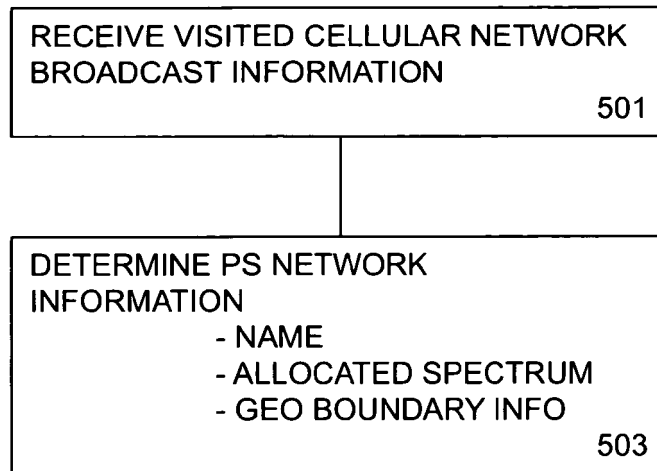 RECEIVE VISITED CELLULAR NETWORK
BROADCAST INFORMATION
501
DETERMINE PS NETWORK
INFORMATION
- NAME
- ALLOCATED SPECTRUM
- GEO BOUNDARY INFO
503